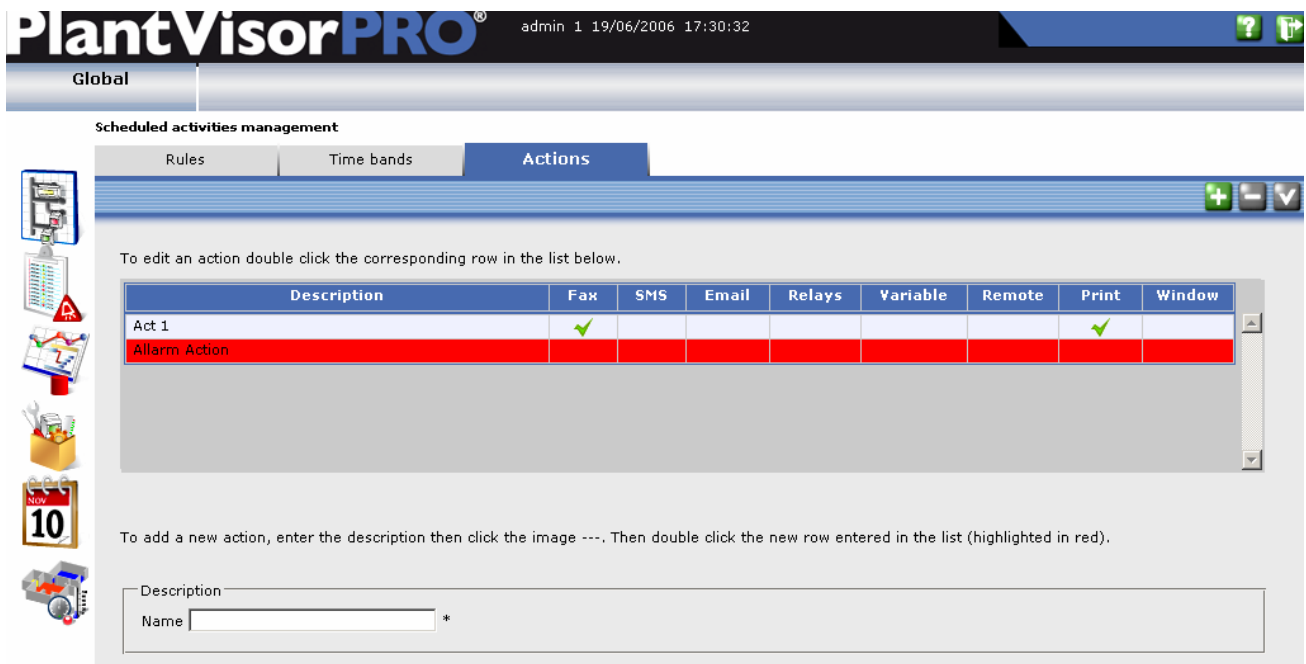 PlantVisorPRO® admin 1 19/06/2006 17:30:32 ?
Global
Scheduled activities management
Rules Time bands Actions
To edit an action double click the corresponding row in the list below.
Description Fax SMS Email Relays Variable Remote Print Window
Act 1
Allarm Action
NOV
10
To add a new action, enter the description then click the image ---. Then double click the new row entered in the list (highlighted in red).
Description
Name *